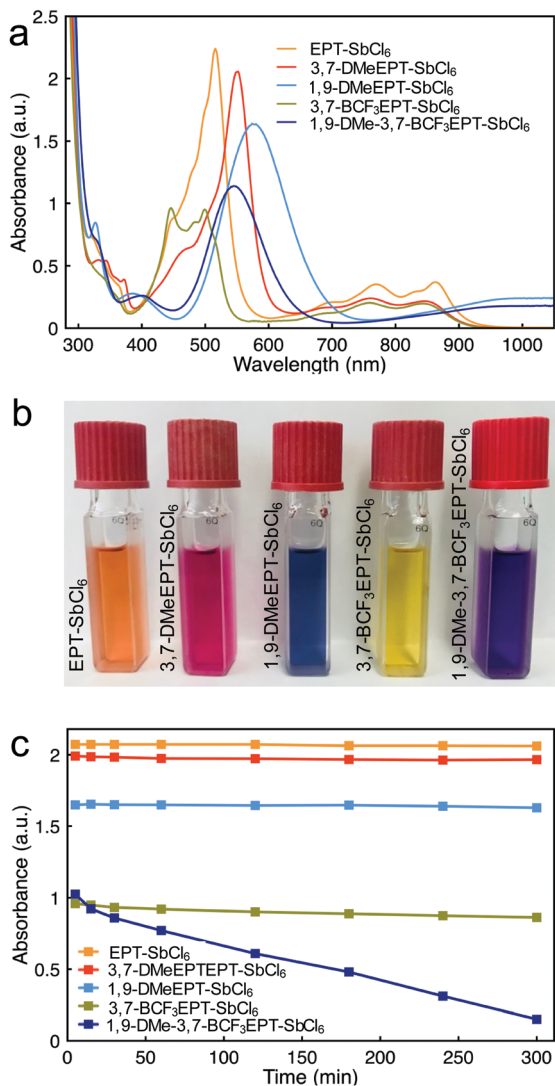 a
2.5
2
1.5
1
0.5
0
Absorbance (a.u.)
EPT-SbCl6
3,7-DMeEPT-SbCl6
1,9-DMeEPT-SbCl6
3,7-BCF3EPT-SbCl6
1,9-DMe-3,7-BCF3EPT-SbCl6
300 400 500 600 700 800 900 1000
Wavelength (nm)
b
EPT-SbCl6
3,7-DMeEPT-SbCl6
1,9-DMeEPT-SbCl6
3,7-BCF3EPT-SbCl6
1,9-DMe-3,7-BCF3EPT-SbCl6
6Q
6Q
6Q
6Q
6Q
c
2
1.5
1
0.5
0
Absorbance (a.u.)
EPT-SbCl6
3,7-DMeEPTEPT-SbCl6
1,9-DMeEPT-SbCl6
3,7-BCF3EPT-SbCl6
1,9-DMe-3,7-BCF3EPT-SbCl6
0 50 100 150 200 250 300
Time (min)